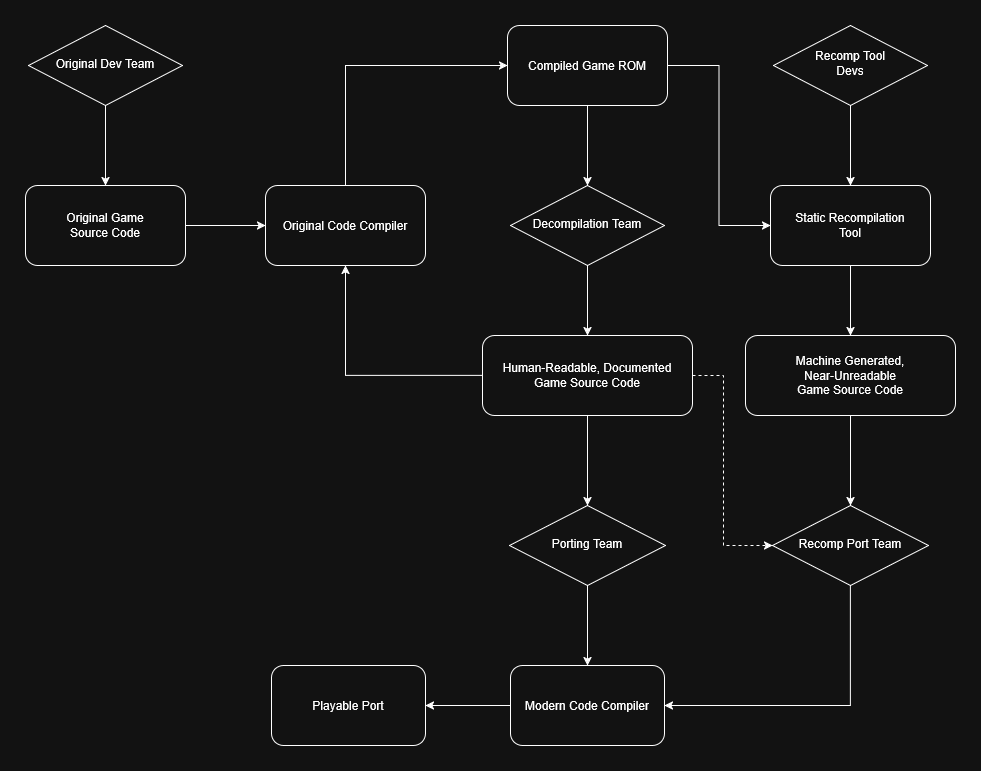 Original Dev Team
Compiled Game ROM
Recomp Tool
Devs
Original Game
Source Code
Original Code Compiler
Decompilation Team
Static Recompilation
Tool
Human-Readable, Documented
Game Source Code
Machine Generated,
Near-Unreadable
Game Source Code
Porting Team
Recomp Port Team
Playable Port
Modern Code Compiler